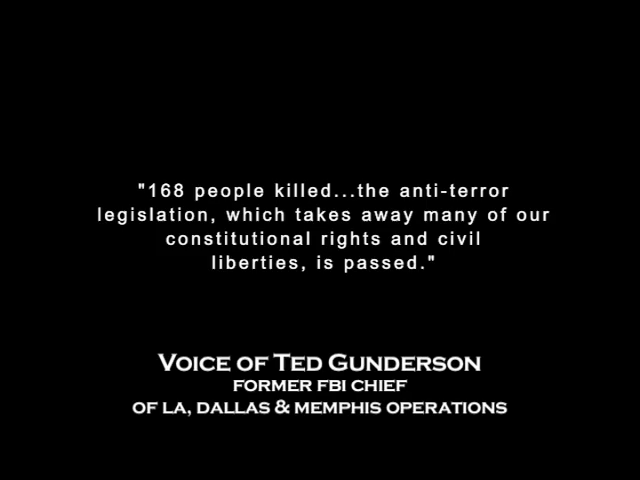 "168 people killed...the anti-terror
legislation, which takes away many of our
constitutional rights and civil
liberties, is passed."
VOICE OF TED GUNDERSON
FORMER FBI CHIEF
OF LA, DALLAS & MEMPHIS OPERATIONS